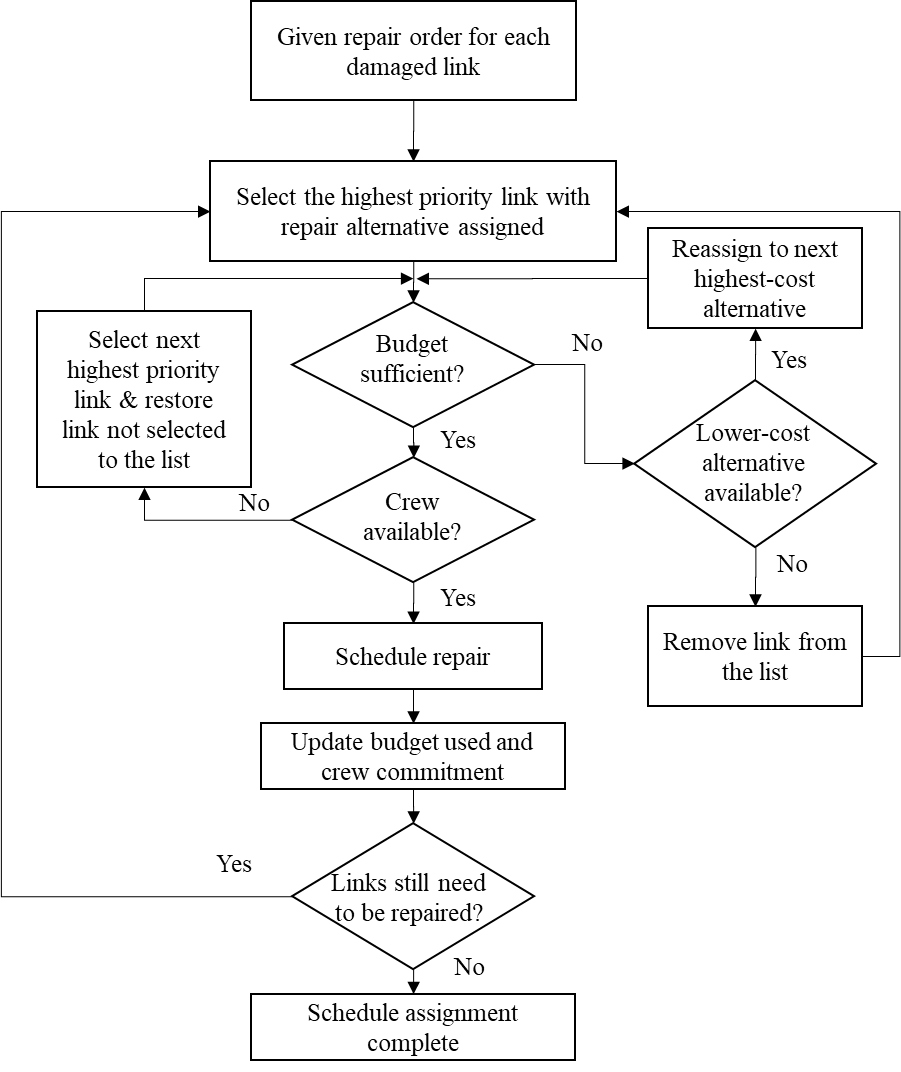 Given repair order for each
damaged link
Select the highest priority link with
repair alternative assigned
Reassign to next
highest-cost
alternative
Select next
highest priority
link & restore
link not selected
to the list
Budget
sufficient?
No
Yes
Lower-cost
alternative
available?
Yes
Crew
available?
No
No
Yes
Schedule repair
Remove link from
the list
Update budget used and
crew commitment
Yes
Links still need
to be repaired?
No
Schedule assignment
complete